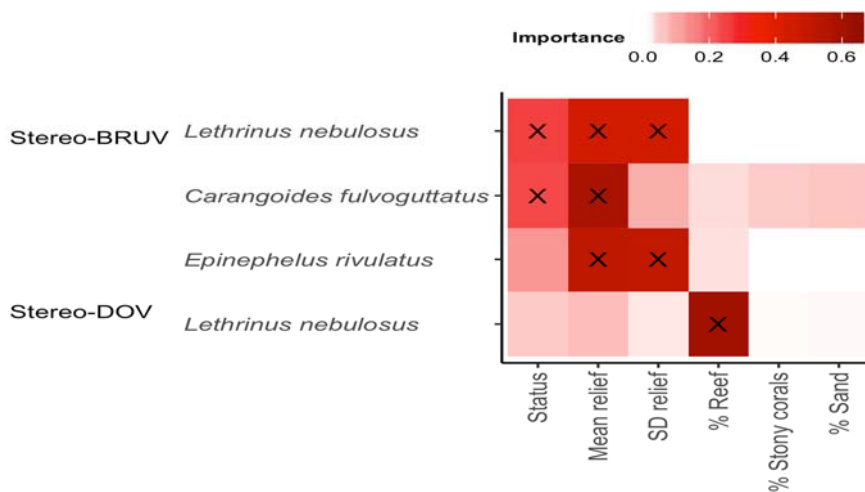 Importance
0.0 0.2 0.4 0.6
Stereo-BRUV Lethrinus nebulosus
Carangoides fulvoguttatus
Epinephelus rivulatus
Stereo-DOV
Lethrinus nebulosus
Status
Mean relief
SD relief
% Reef
% Stony corals
% Sand